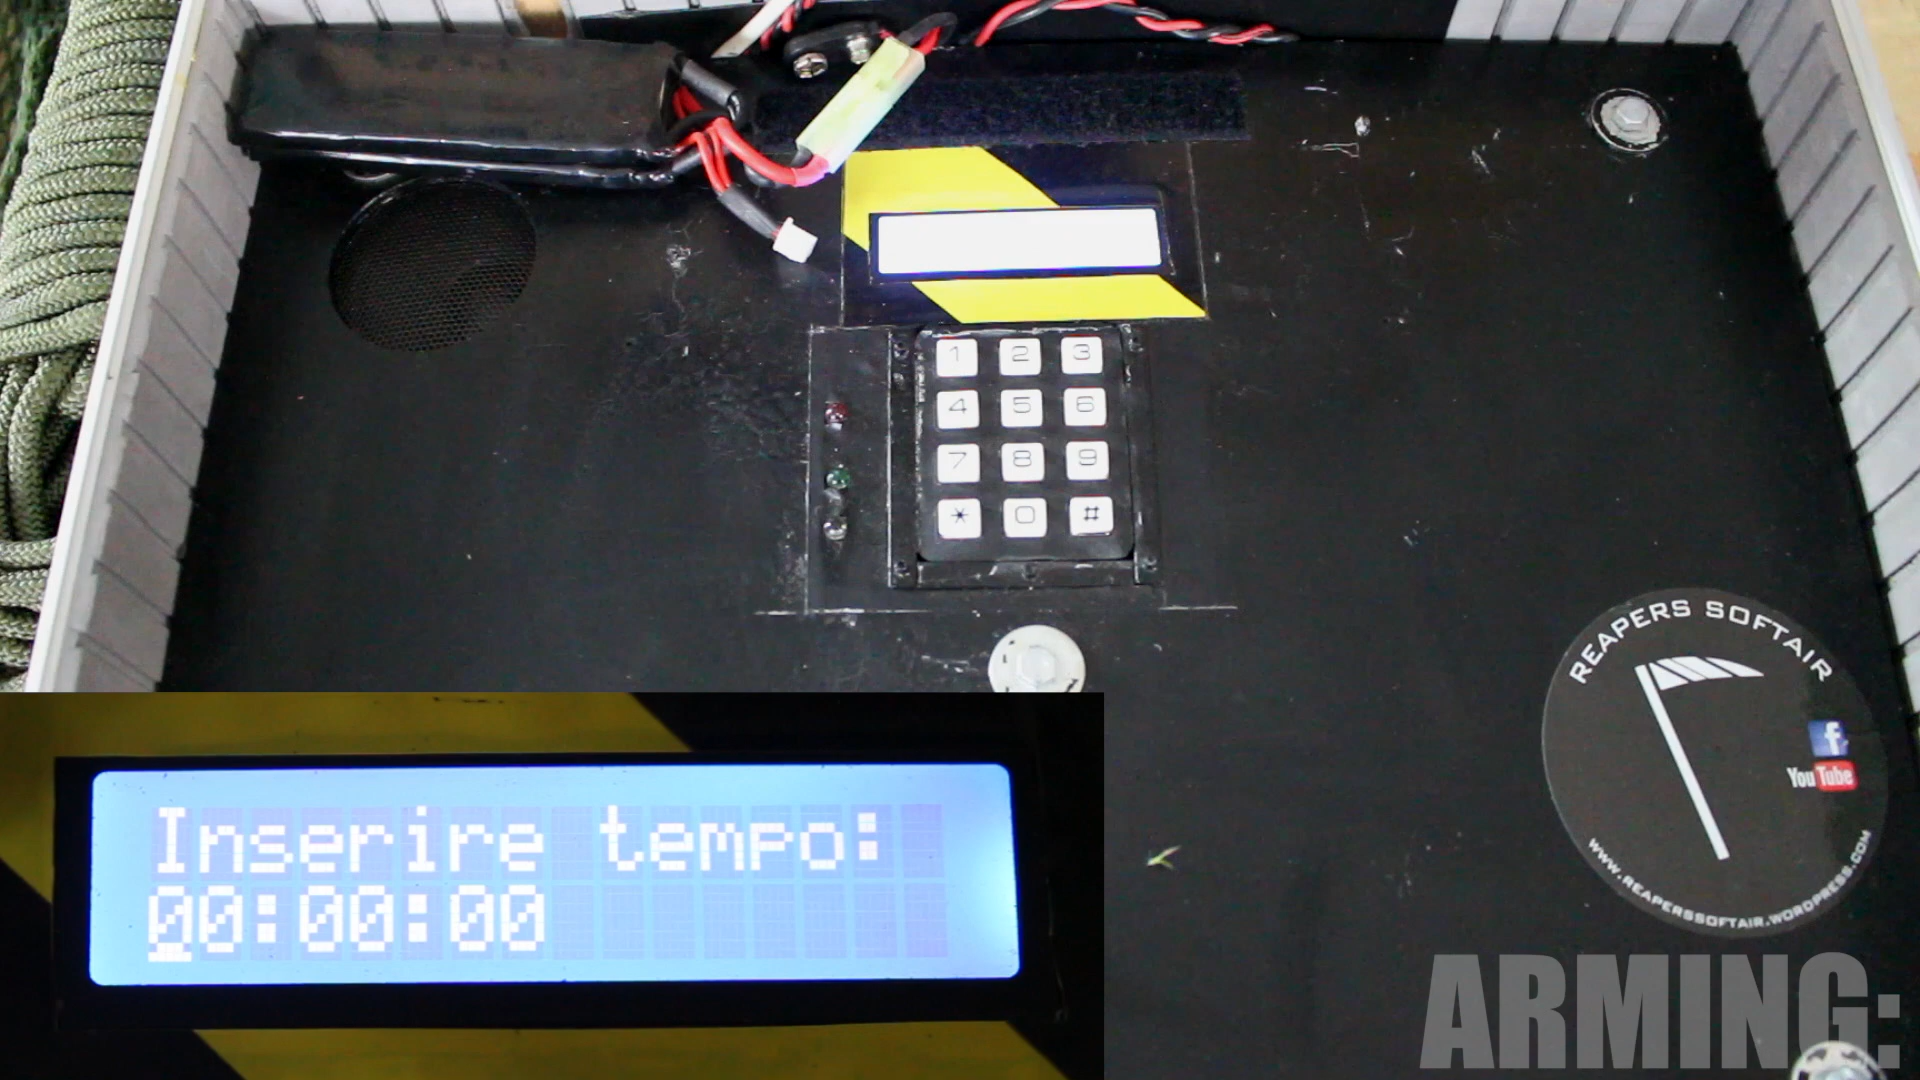 1 2 3
4 5 6
7 8 9
* 0 #
REAPERS SOFTAIR
f
You Tube
WWW.REAPERSSOFTAIR.WORDPRESS.COM
Inserire tempo:
00:00:00
ARMING: